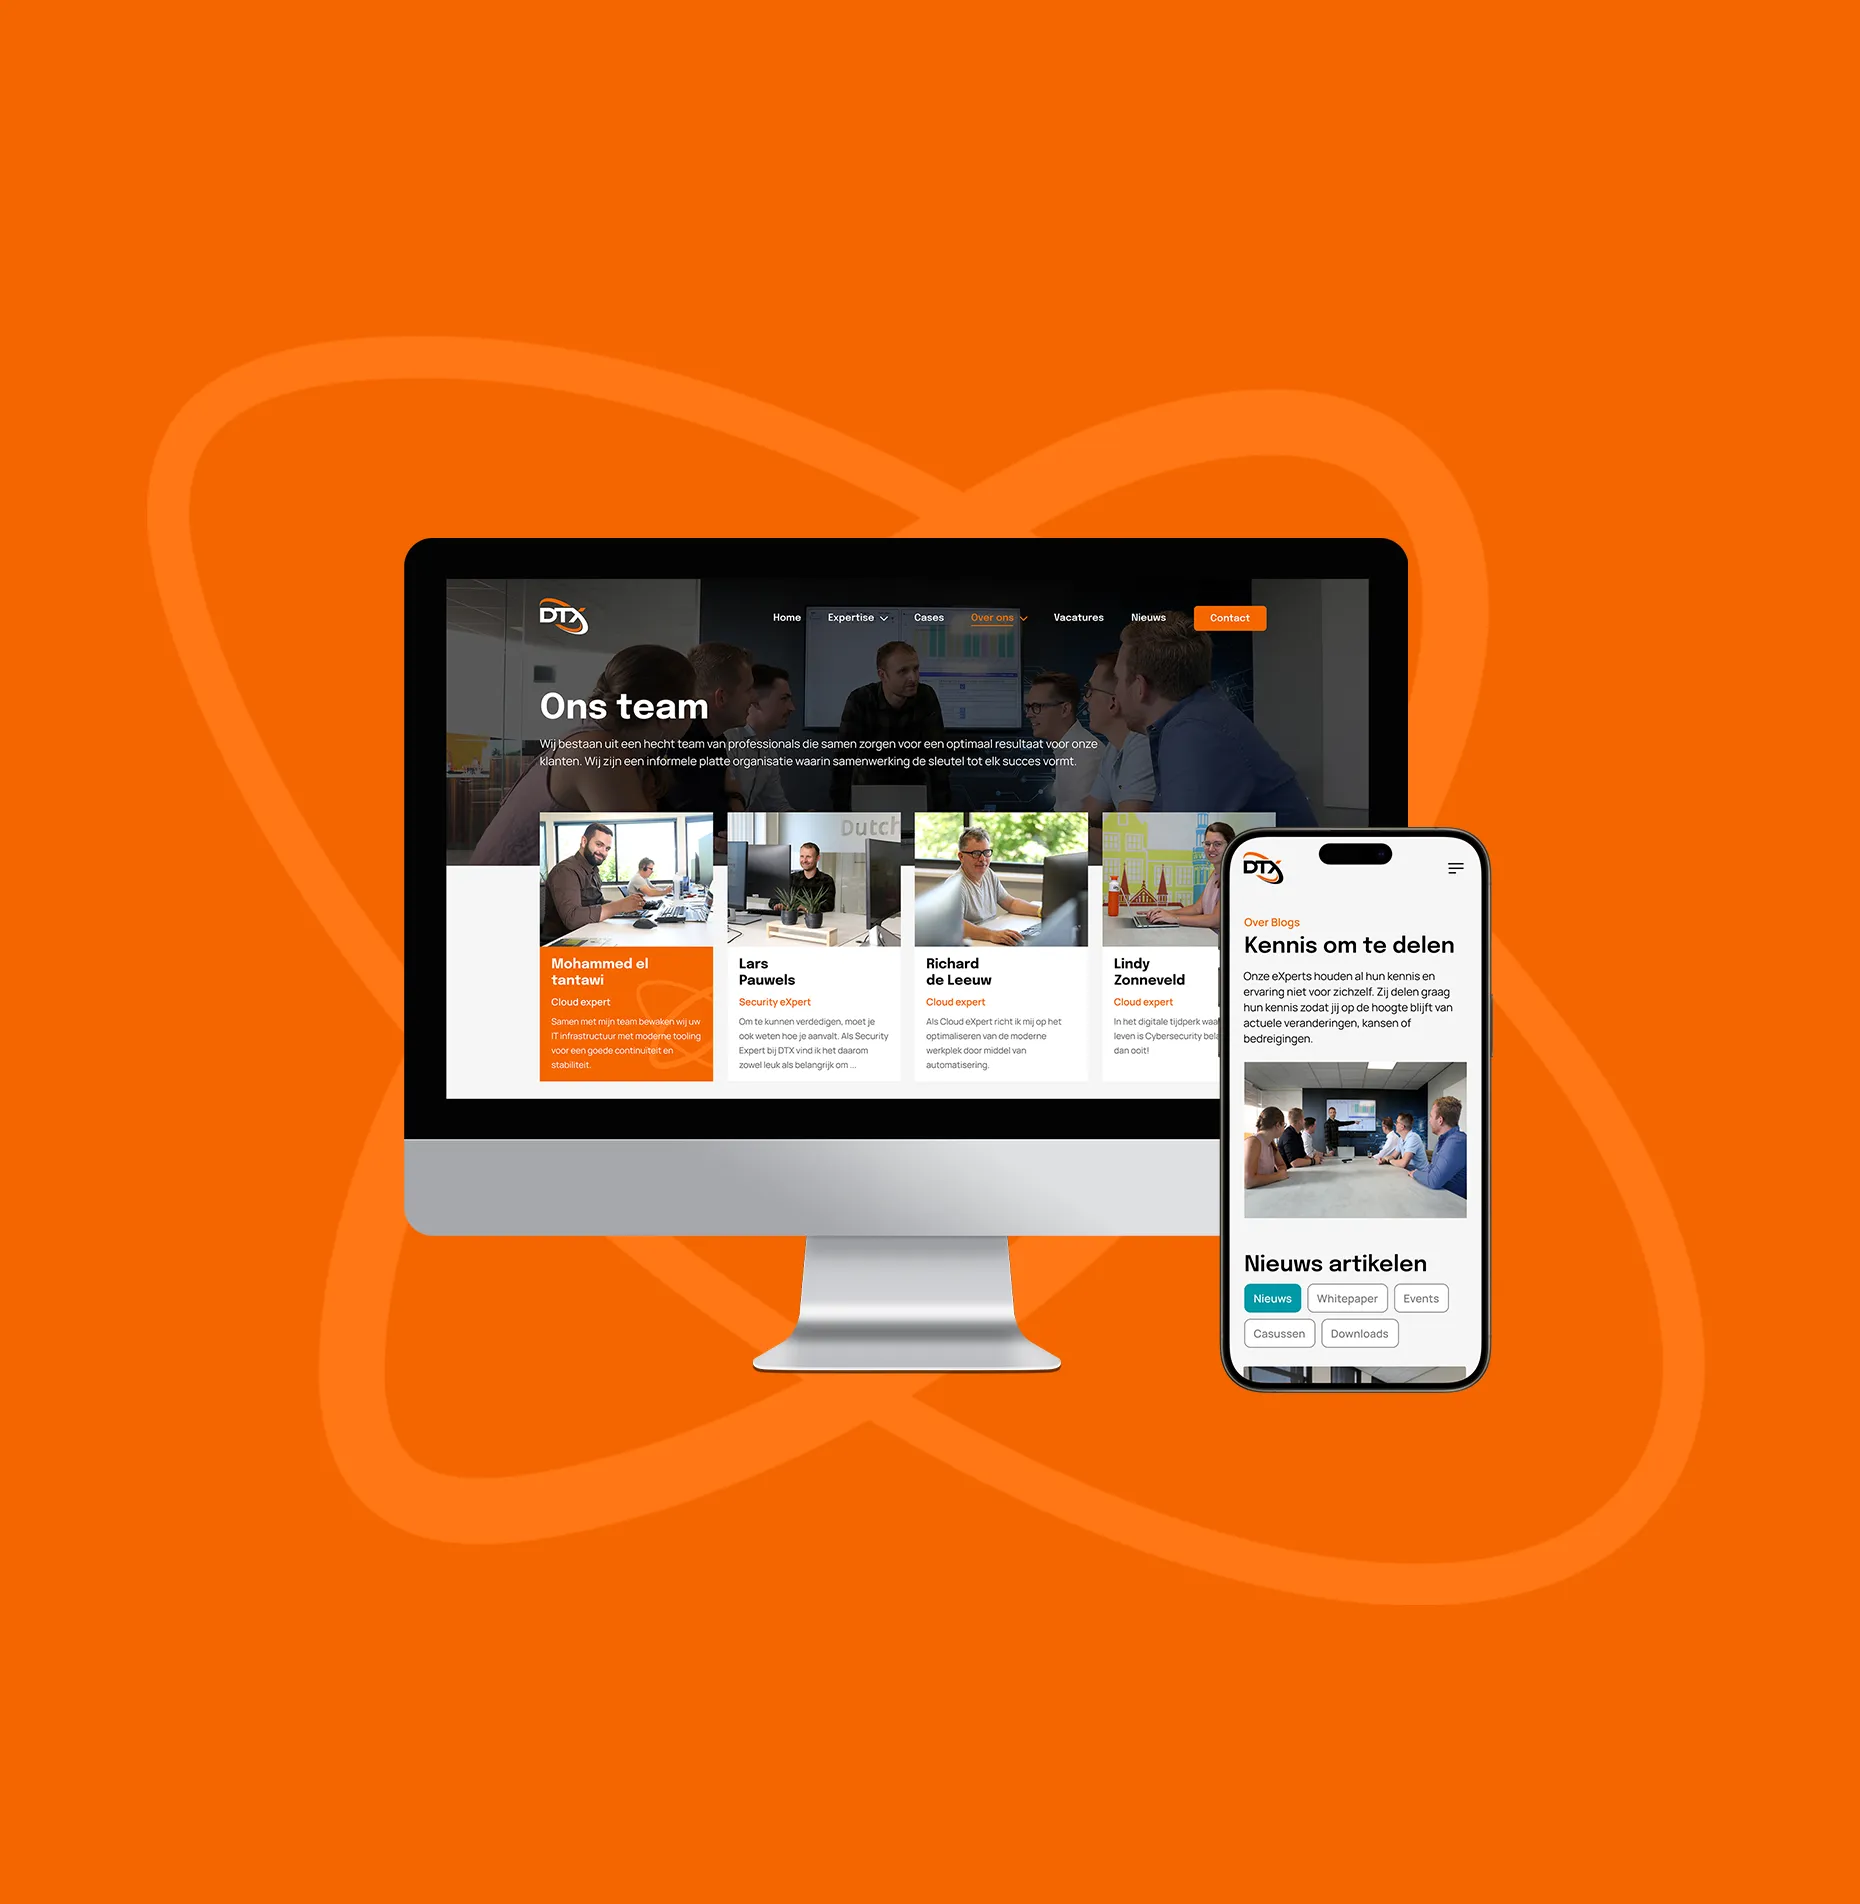 DTX
Home Expertise Cases Over ons Vacatures Nieuws Contact
Ons team
Wij bestaan uit een hecht team van professionals die samen zorgen voor een optimaal resultaat voor onze
klanten. Wij zijn een informele platte organisatie waarin samenwerking de sleutel tot elk succes vormt.
Dutch
Mohammed el
tantawi
Cloud expert
Samen met mijn team bewaken wij uw
IT infrastructuur met moderne tooling
voor een goede continuïteit en
stabiliteit.
Lars
Pauwels
Security eXpert
Om te kunnen verdedigen, moet je
ook weten hoe je aanvalt. Als Security
Expert bij DTX vind ik het daarom
zowel leuk als belangrijk om ...
Richard
de Leeuw
Cloud expert
Als Cloud eXpert richt ik mij op het
optimaliseren van de moderne
werkplek door middel van
automatisering.
Lindy
Zonneveld
Cloud expert
In het digitale tijdperk waa
leven is Cybersecurity bela
dan ooit!
DTX
Over Blogs
Kennis om te delen
Onze eXperts houden al hun kennis en
ervaring niet voor zichzelf. Zij delen graag
hun kennis zodat jij op de hoogte blijft van
actuele veranderingen, kansen of
bedreigingen.
Nieuws artikelen
Nieuws Whitepaper Events
Casussen Downloads